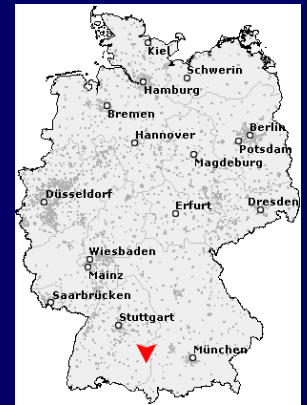 Kiel
Schwerin
Hamburg
Bremen
Berlin
Hannover
Potsdam
Magdeburg
Düsseldorf
Erfurt
Dresden
Wiesbaden
Mainz
Saarbrücken
Stuttgart
München